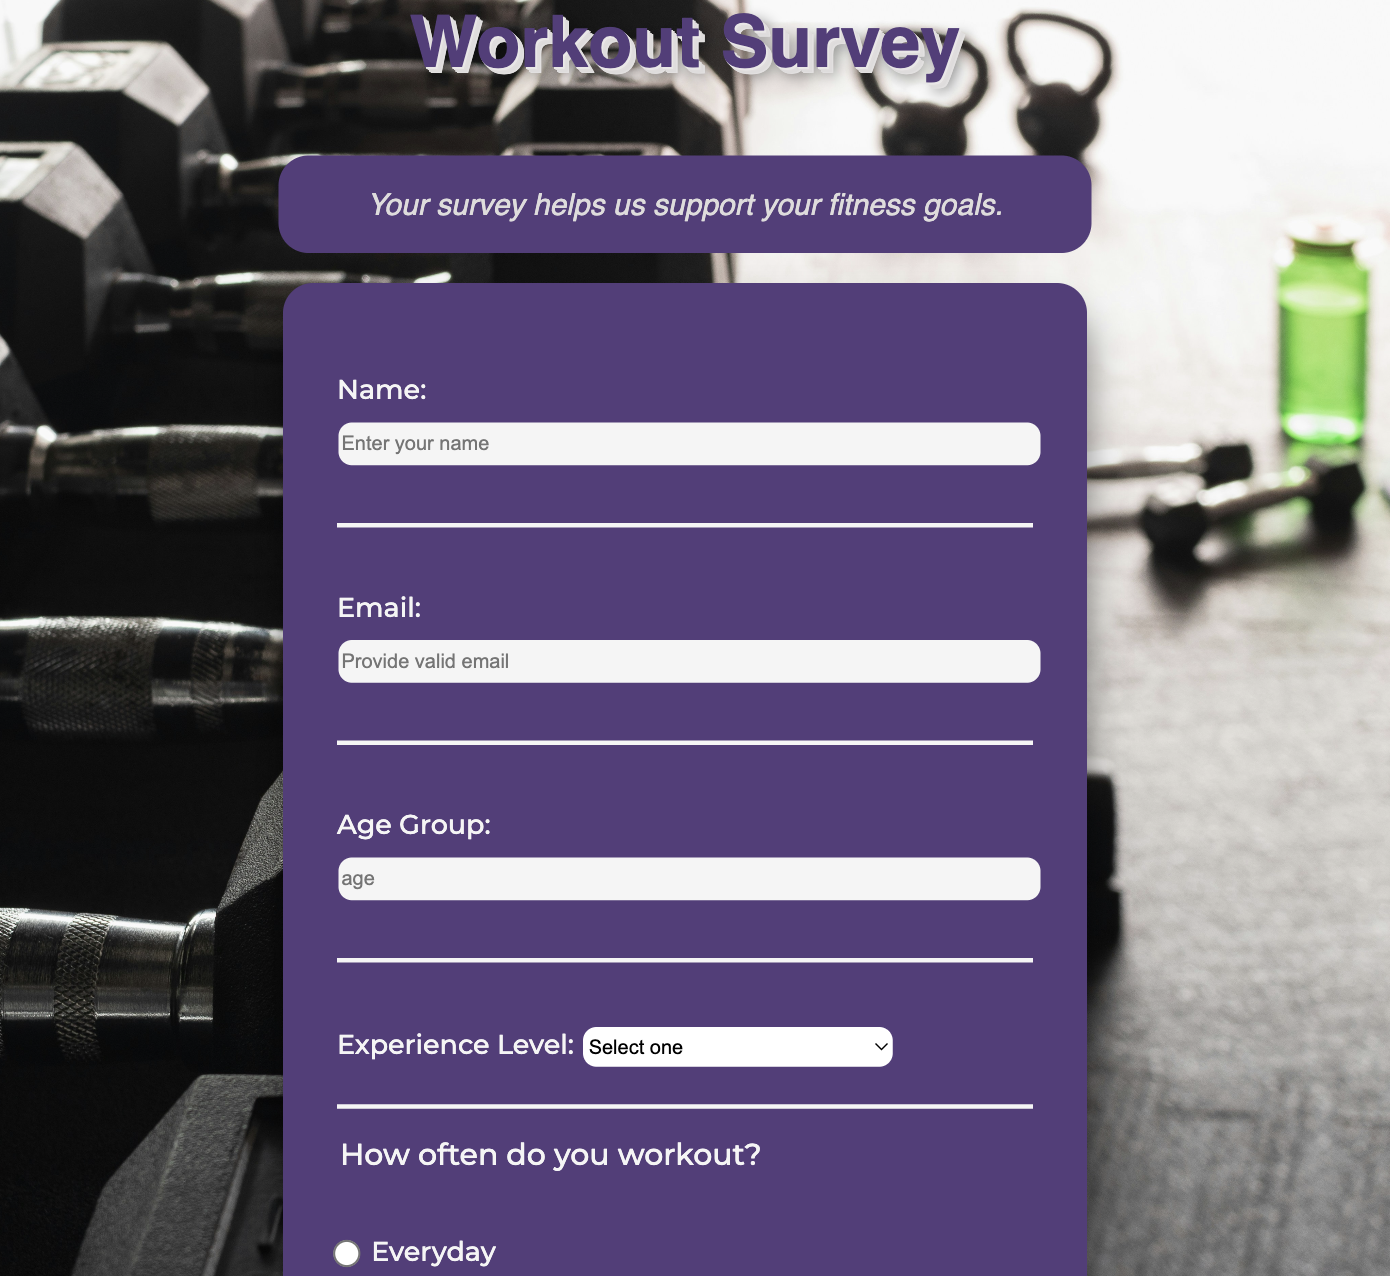 Workout Survey
Your survey helps us support your fitness goals.
Name:
Enter your name
Email:
Provide valid email
Age Group:
age
Experience Level: Select one
How often do you workout?
Everyday